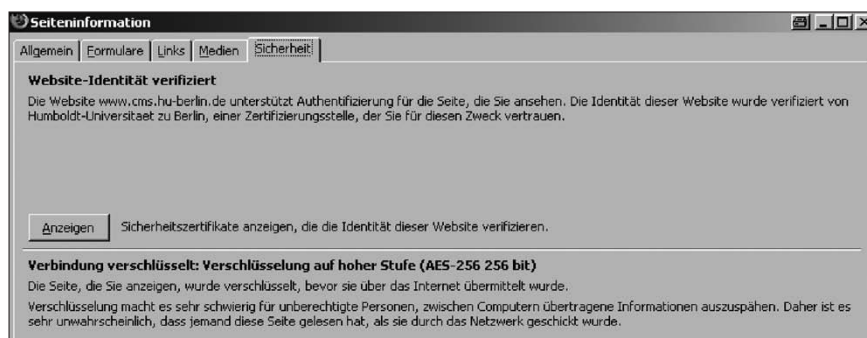 Seiteninformation
Allgemein Formulare Links Medien Sicherheit
Website-Identität verifiziert
Die Website www.cms.hu-berlin.de unterstützt Authentifizierung für die Seite, die Sie ansehen. Die Identität dieser Website wurde verifiziert von
Humboldt-Universitaet zu Berlin, einer Zertifizierungsstelle, der Sie für diesen Zweck vertrauen.
Anzeigen Sicherheitszertifikate anzeigen, die die Identität dieser Website verifizieren.
Verbindung verschlüsselt: Verschlüsselung auf hoher Stufe (AES-256 256 bit)
Die Seite, die Sie anzeigen, wurde verschlüsselt, bevor sie über das Internet übermittelt wurde.
Verschlüsselung macht es sehr schwierig für unberechtigte Personen, zwischen Computern übertragene Informationen auszuspähen. Daher ist es
sehr unwahrscheinlich, dass jemand diese Seite gelesen hat, als sie durch das Netzwerk geschickt wurde.